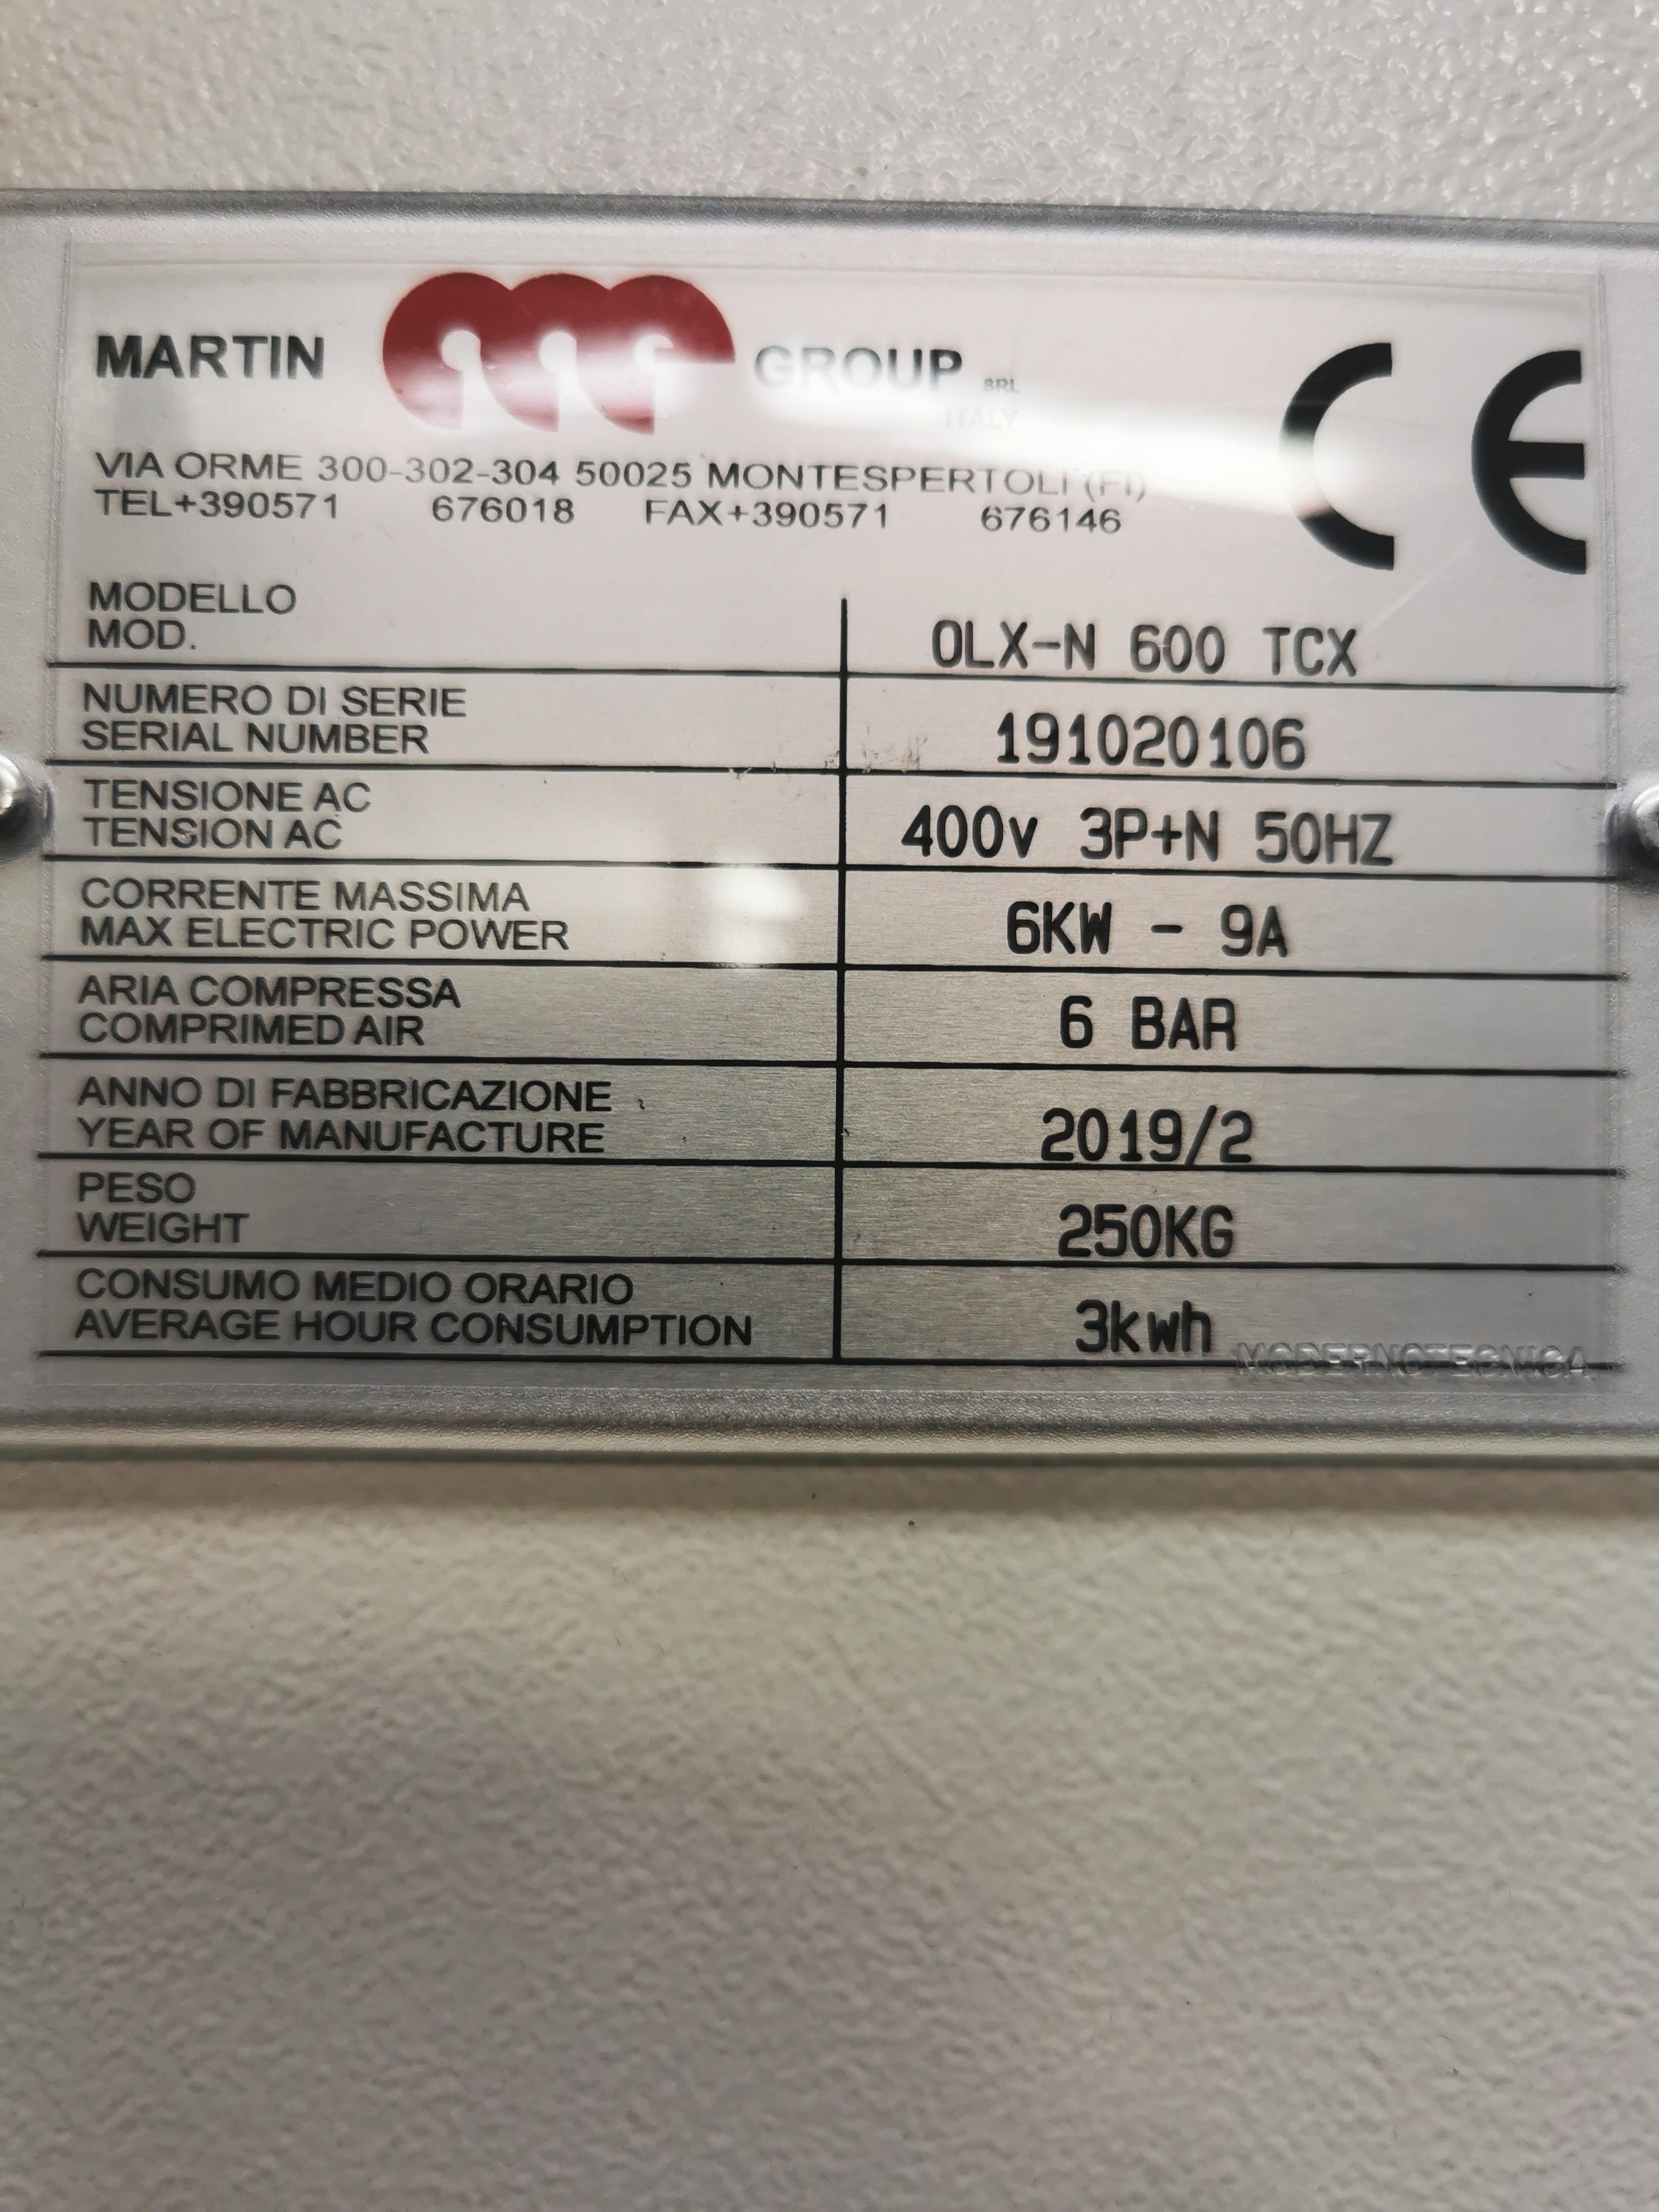 MARTIN GROUP SRL
ITALY
VIA ORME 300-302-304 50025 MONTESPERTOLI (FI)
TEL+390571 676018 FAX+390571 676146
CE
MODELLO
MOD. OLX-N 600 TCX
NUMERO DI SERIE
SERIAL NUMBER 191020106
TENSIONE AC
TENSION AC 400v 3P+N 50HZ
CORRENTE MASSIMA
MAX ELECTRIC POWER 6KW - 9A
ARIA COMPRESSA
COMPRIMED AIR 6 BAR
ANNO DI FABBRICAZIONE
YEAR OF MANUFACTURE 2019/2
PESO
WEIGHT 250KG
CONSUMO MEDIO ORARIO
AVERAGE HOUR CONSUMPTION 3kwh
MODERNOTECNICA